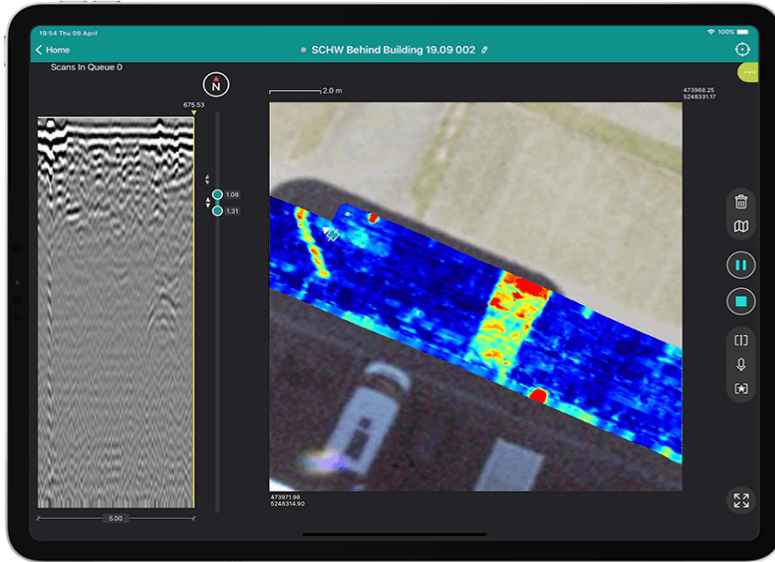 19:54 Thu 08 April
100%
Home
SCHW Behind Building 19.09 002
Scans In Queue 0
N
675.53
2.0 m
473968.25
5248331.17
1.08
1.31
473971.98
5248314.90
5.00